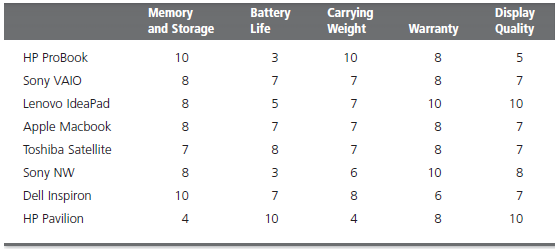 Memory and Storage Battery Life Carrying Weight Warranty Display Quality
HP ProBook 10 3 10 8 5
Sony VAIO 8 7 7 8 7
Lenovo IdeaPad 8 5 7 10 10
Apple Macbook 8 7 7 8 7
Toshiba Satellite 7 8 7 8 7
Sony NW 8 3 6 10 8
Dell Inspiron 10 7 8 6 7
HP Pavilion 4 10 4 8 10